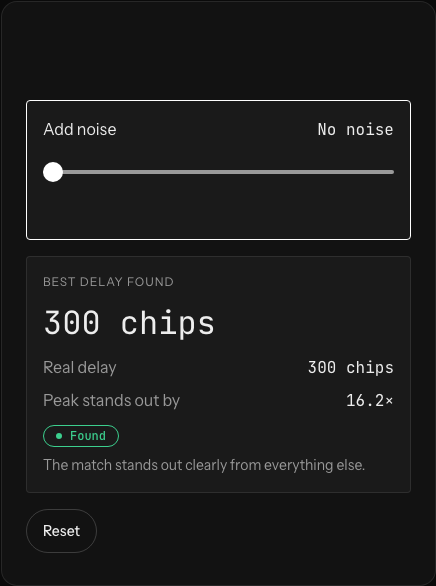 Add noise
No noise
BEST DELAY FOUND
300 chips
Real delay
300 chips
Peak stands out by
16.2×
Found
The match stands out clearly from everything else.
Reset